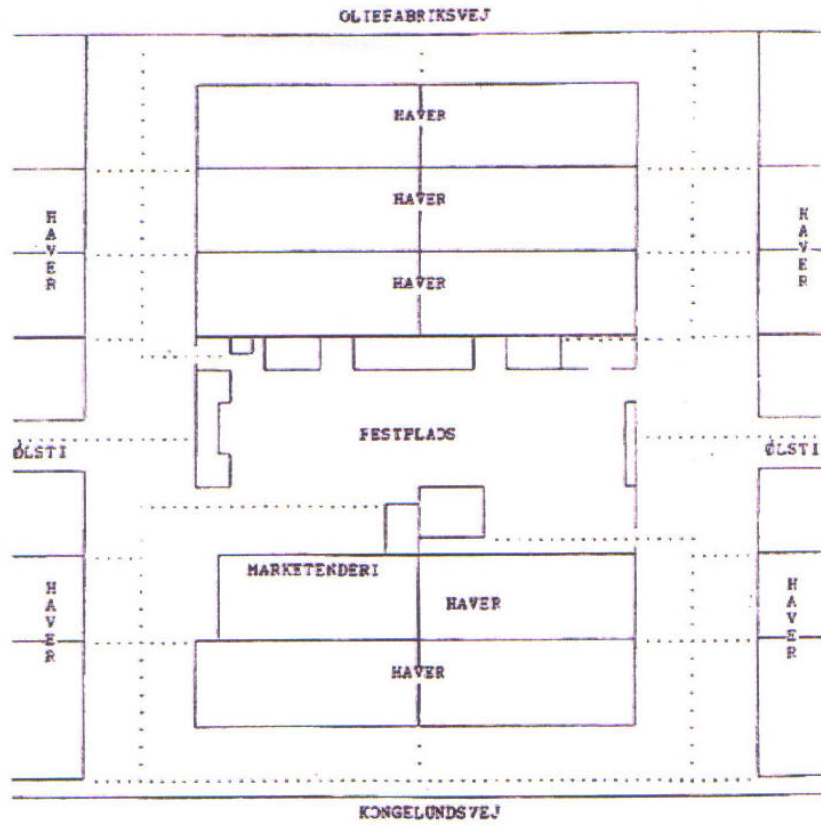 OLIEFABRIKSVEJ
HAVER
HAVER
HAVER
HAVER
HAVER
FESTPLADS
ØLSTI
ØLSTI
MARKETENDERI
HAVER
HAVER
HAVER
HAVER
KONGELUNDSVEJ